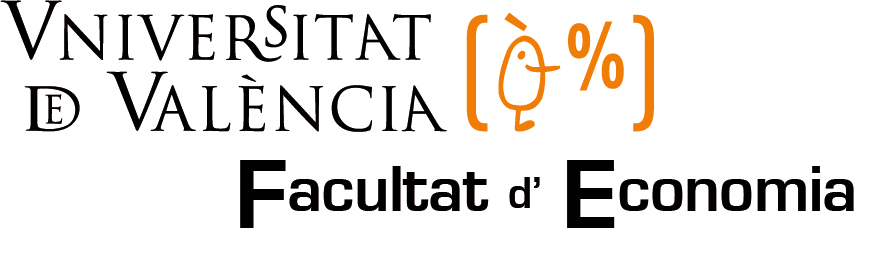 VNIVERSITAT
DE VALÈNCIA [%]
Facultat d' Economia